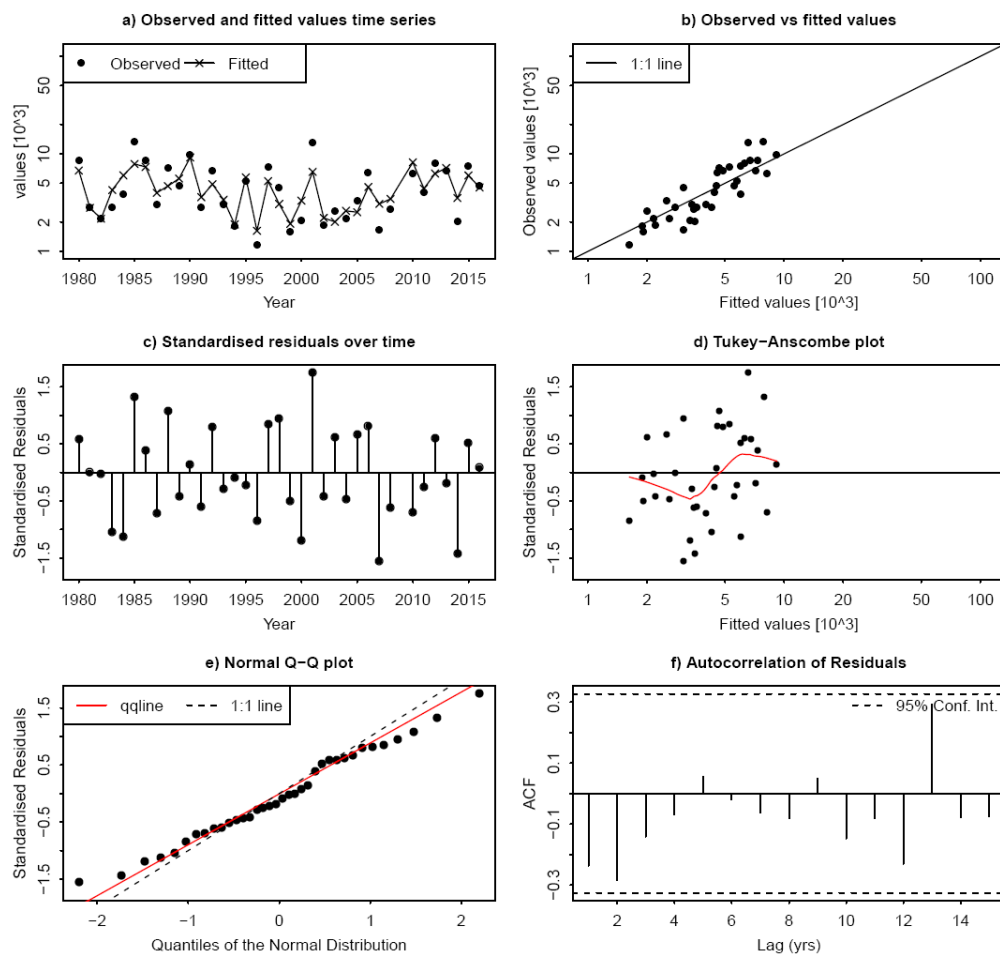 a) Observed and fitted values time series
values [10^3]
50
10
5
2
1
Observed Fitted
1980 1985 1990 1995 2000 2005 2010 2015
Year
b) Observed vs fitted values
Observed values [10^3]
50
10
5
2
1
1:1 line
1 2 5 10 20 50 100
Fitted values [10^3]
c) Standardised residuals over time
Standardised Residuals
1.5
0.5
−0.5
−1.5
1980 1985 1990 1995 2000 2005 2010 2015
Year
d) Tukey−Anscombe plot
Standardised Residuals
1.5
0.5
−0.5
−1.5
1 2 5 10 20 50 100
Fitted values [10^3]
e) Normal Q−Q plot
Standardised Residuals
1.5
0.5
−0.5
−1.5
qqline 1:1 line
−2 −1 0 1 2
Quantiles of the Normal Distribution
f) Autocorrelation of Residuals
ACF
0.3
0.1
−0.1
−0.3
95% Conf. Int.
2 4 6 8 10 12 14
Lag (yrs)